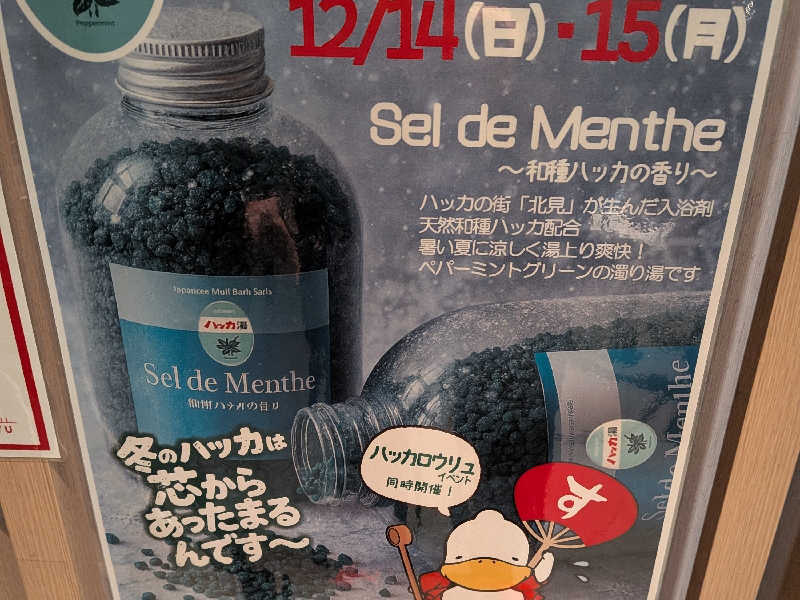 Peppermint
12/14(日)・15(月)
Sel de Menthe
～和種ハッカの香り～
ハッカの街「北見」が生んだ入浴剤
天然和種ハッカ配合
暑い夏に涼しく湯上り爽快！
ペパーミントグリーンの濁り湯です
Japancee Mull Barh Sarls
ハッカ湯
Sel de Menthe
ハッカ湯
Sel de Menthe
冬のハッカは
芯から
あったまる
んです～
ハッカロウリュ
イベント
同時開催！
す